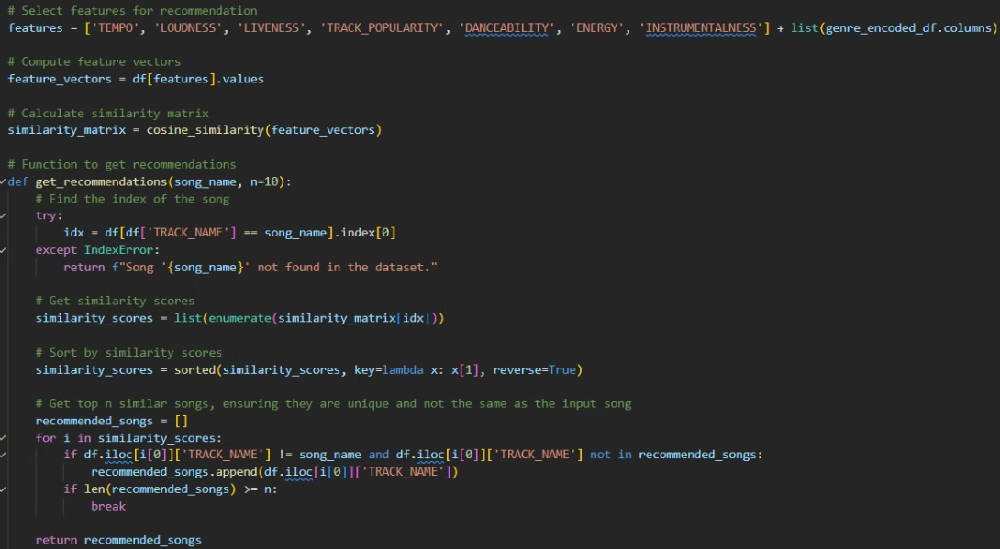 # Select features for recommendation
features = ['TEMPO', 'LOUDNESS', 'LIVENESS', 'TRACK_POPULARITY', 'DANCEABILITY', 'ENERGY', 'INSTRUMENTALNESS'] + list(genre_encoded_df.columns)
# Compute feature vectors
feature_vectors = df[features].values
# Calculate similarity matrix
similarity_matrix = cosine_similarity(feature_vectors)
# Function to get recommendations
def get_recommendations(song_name, n=10):
    # Find the index of the song
    try:
        idx = df[df['TRACK_NAME'] == song_name].index[0]
    except IndexError:
        return f"Song '{song_name}' not found in the dataset."
    # Get similarity scores
    similarity_scores = list(enumerate(similarity_matrix[idx]))
    # Sort by similarity scores
    similarity_scores = sorted(similarity_scores, key=lambda x: x[1], reverse=True)
    # Get top n similar songs, ensuring they are unique and not the same as the input song
    recommended_songs = []
    for i in similarity_scores:
        if df.iloc[i[0]]['TRACK_NAME'] != song_name and df.iloc[i[0]]['TRACK_NAME'] not in recommended_songs:
            recommended_songs.append(df.iloc[i[0]]['TRACK_NAME'])
        if len(recommended_songs) >= n:
            break
    return recommended_songs